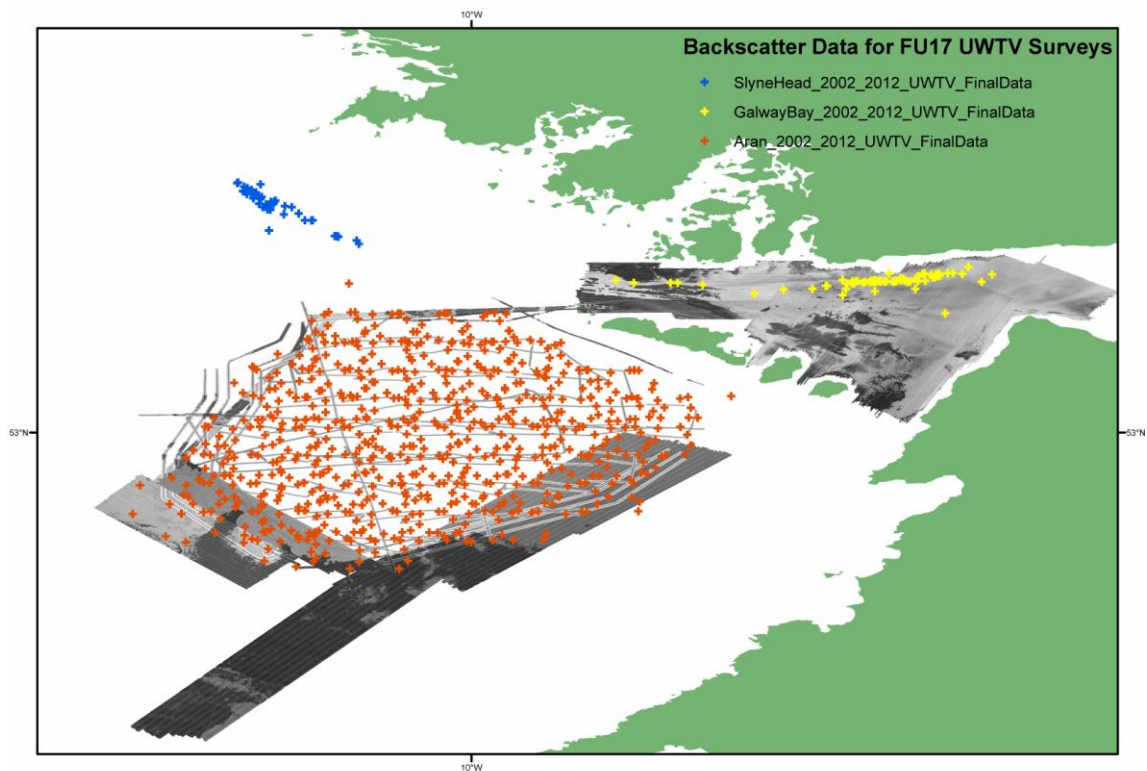 10°W
Backscatter Data for FU17 UWTV Surveys
SlyneHead_2002_2012_UWTV_FinalData
GalwayBay_2002_2012_UWTV_FinalData
Aran_2002_2012_UWTV_FinalData
53°N
53°N
10°W